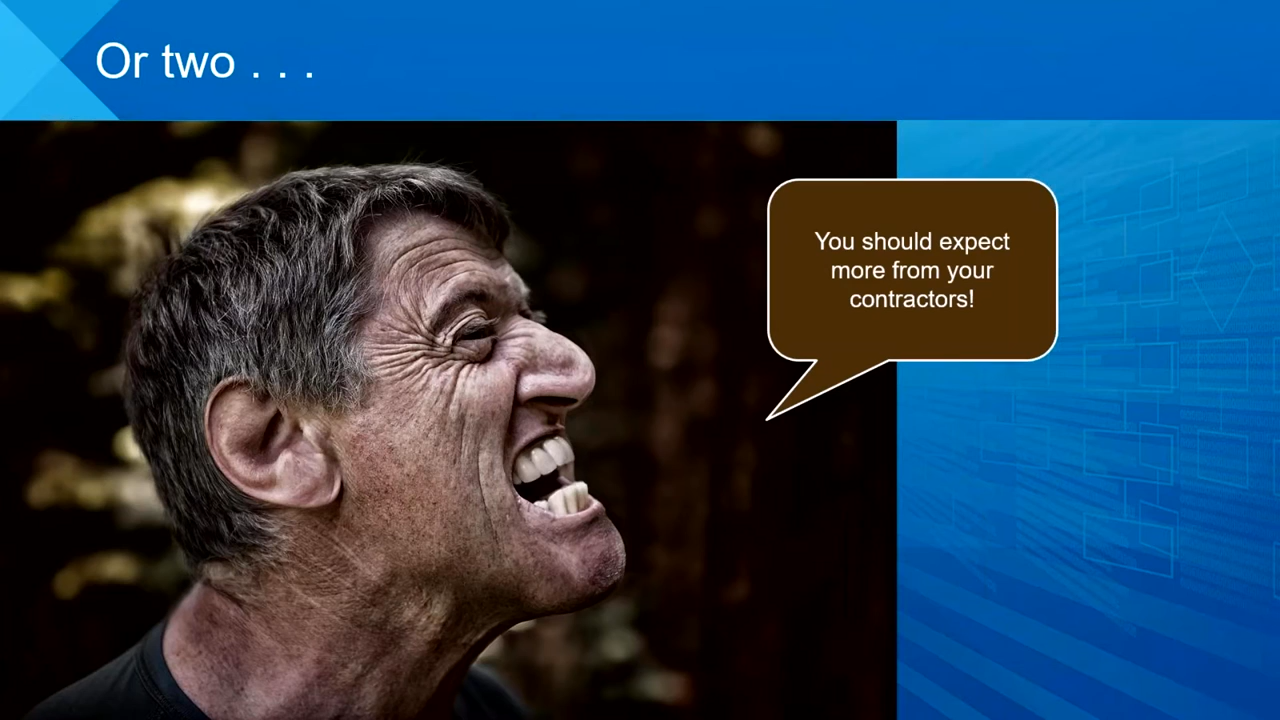 Or two . . .
You should expect
more from your
contractors!